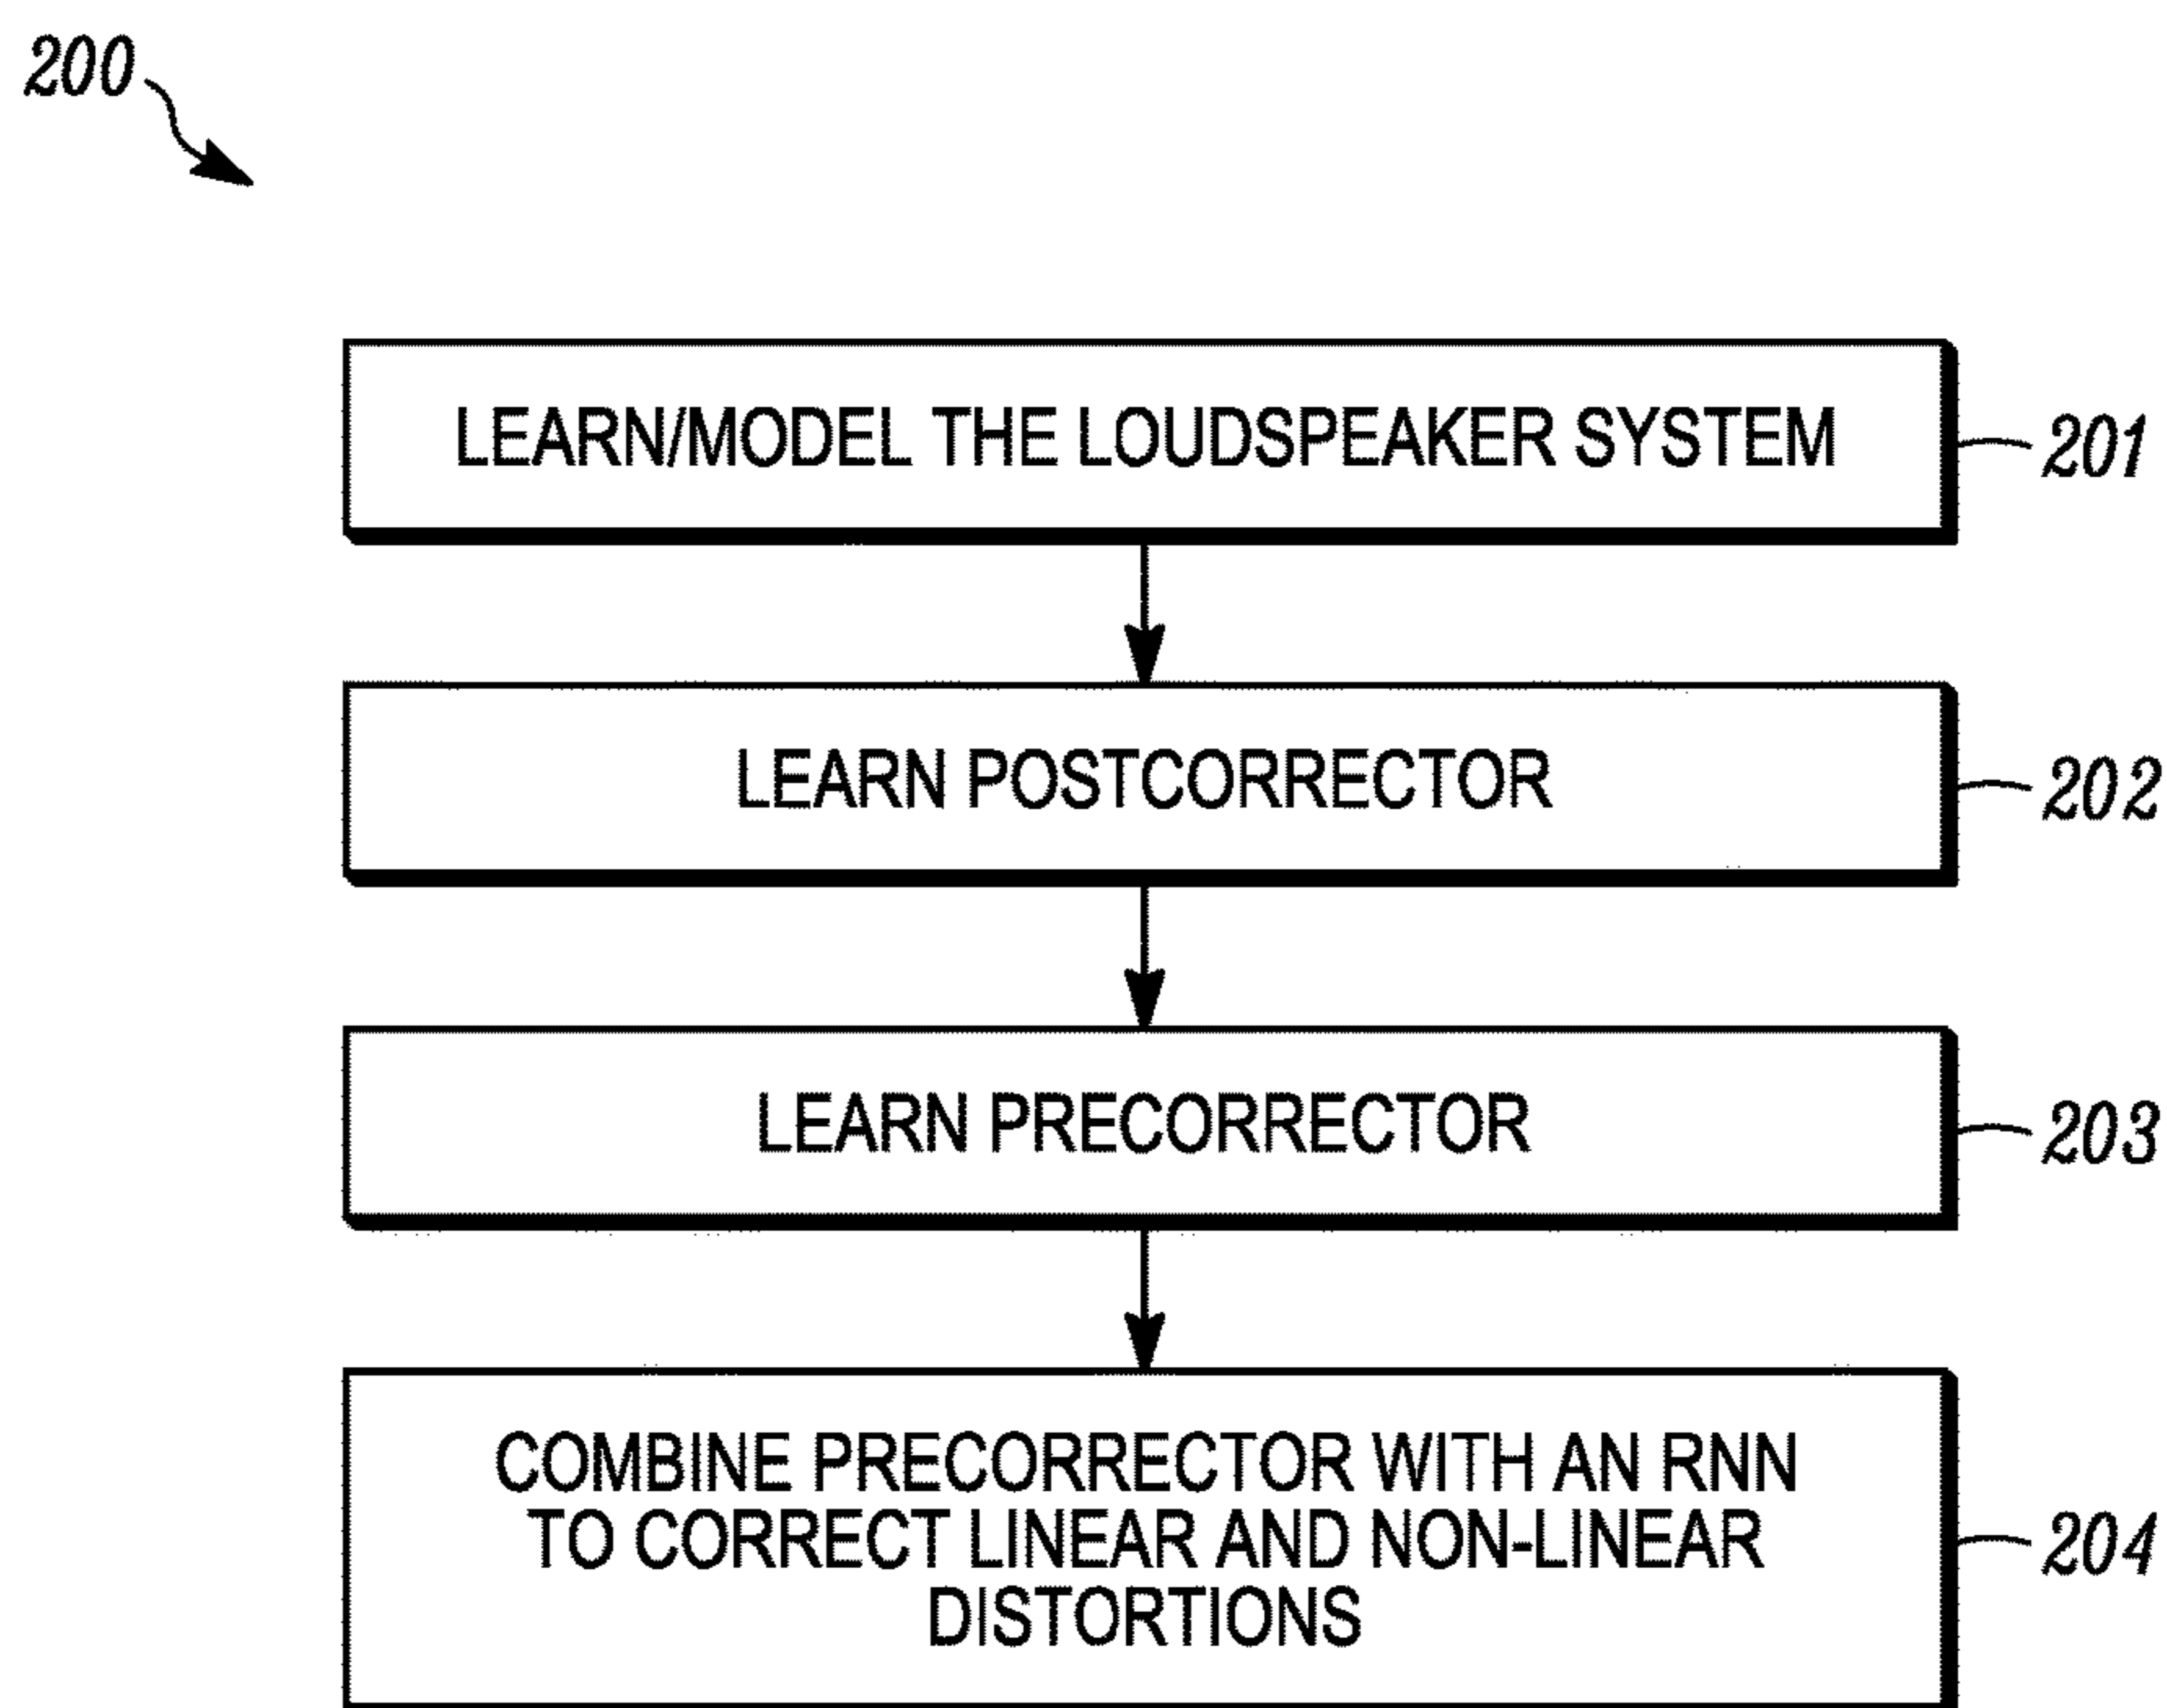 200
LEARN/MODEL THE LOUDSPEAKER SYSTEM
201
LEARN POSTCORRECTOR
202
LEARN PRECORRECTOR
203
COMBINE PRECORRECTOR WITH AN RNN
TO CORRECT LINEAR AND NON-LINEAR
DISTORTIONS
204